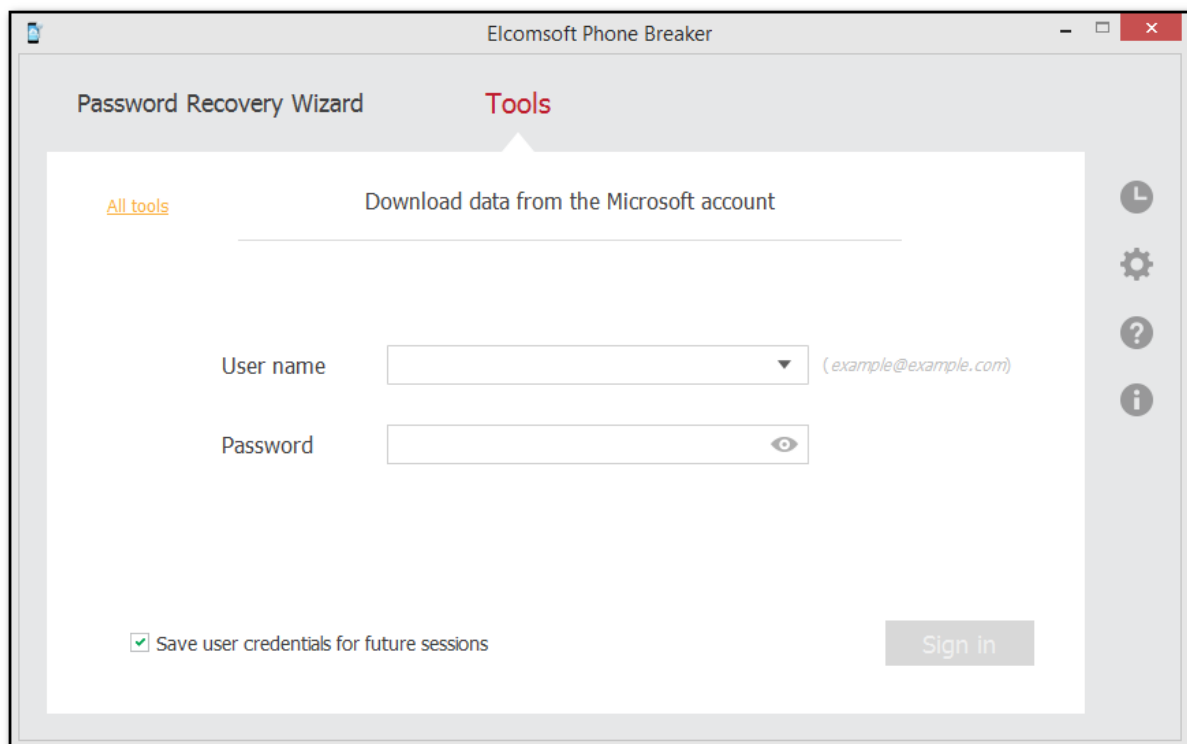 Elcomsoft Phone Breaker
Password Recovery Wizard Tools
All tools
Download data from the Microsoft account
User name
(example@example.com)
Password
Save user credentials for future sessions
Sign in